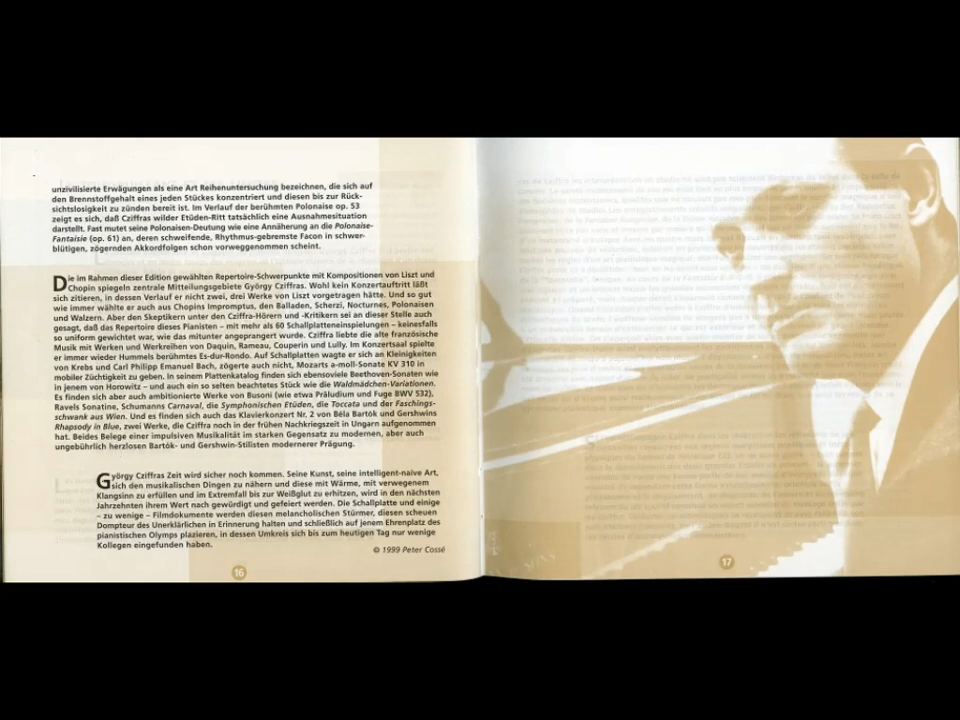 unzivilisierte Erwägungen als eine Art Reihenuntersuchung bezeichnen, die sich auf
den Brennstoffgehalt eines jeden Stückes konzentriert und diesen bis zur Rück-
sichtslosigkeit zu zünden bereit ist. Im Verlauf der berühmten Polonaise op. 53
zeigt es sich, daß Cziffras wilder Etüden-Ritt tatsächlich eine Ausnahmesituation
darstellt. Fast mutet seine Polonaisen-Deutung wie eine Annäherung an die Polonaise-
Fantaisie (op. 61) an, deren schweifende, Rhythmus-gebremste Facon in schwer-
blütigen, zögernden Akkordfolgen schon vorweggenommen scheint.
Die im Rahmen dieser Edition gewählten Repertoire-Schwerpunkte mit Kompositionen von Liszt und
Chopin spiegeln zentrale Mitteilungsgebiete György Cziffras. Wohl kein Konzertauftritt läßt
sich zitieren, in dessen Verlauf er nicht zwei, drei Werke von Liszt vorgetragen hätte. Und so gut
wie immer wählte er auch aus Chopins Impromptus, den Balladen, Scherzi, Nocturnes, Polonaisen
und Walzern. Aber den Skeptikern unter den Cziffra-Hörern und -Kritikern sei an dieser Stelle auch
gesagt, daß das Repertoire dieses Pianisten – mit mehr als 60 Schallplatteneinspielungen – keinesfalls
so uniform gewichtet war, wie das mitunter angeprangert wurde. Cziffra liebte die alte französische
Musik mit Werken und Werkreihen von Daquin, Rameau, Couperin und Lully. Im Konzertsaal spielte
er immer wieder Hummels berühmtes Es-dur-Rondo. Auf Schallplatten wagte er sich an Kleinigkeiten
von Krebs und Carl Philipp Emanuel Bach, zögerte auch nicht, Mozarts a-moll-Sonate KV 310 in
mobiler Züchtigkeit zu geben. In seinem Plattenkatalog finden sich ebensoviele Beethoven-Sonaten wie
in jenem von Horowitz – und auch ein so selten beachtetes Stück wie die Waldmädchen-Variationen.
Es finden sich aber auch ambitionierte Werke von Busoni (wie etwa Präludium und Fuge BWV 532),
Ravels Sonatine, Schumanns Carnaval, die Symphonischen Etüden, die Toccata und der Faschings-
schwank aus Wien. Und es finden sich auch das Klavierkonzert Nr. 2 von Béla Bartók und Gershwins
Rhapsody in Blue, zwei Werke, die Cziffra noch in der frühen Nachkriegszeit in Ungarn aufgenommen
hat. Beides Belege einer impulsiven Musikalität im starken Gegensatz zu modernen, aber auch
ungebührlich herzlosen Bartók- und Gershwin-Stilisten modernerer Prägung.
György Cziffras Zeit wird sicher noch kommen. Seine Kunst, seine intelligent-naive Art,
sich den musikalischen Dingen zu nähern und diese mit Wärme, mit verwegenem
Klangsinn zu erfüllen und im Extremfall bis zur Weißglut zu erhitzen, wird in den nächsten
Jahrzehnten ihrem Wert nach gewürdigt und gefeiert werden. Die Schallplatte und einige
– zu wenige – Filmdokumente werden diesen melancholischen Stürmer, diesen scheuen
Dompteur des Unerklärlichen in Erinnerung halten und schließlich auf jenem Ehrenplatz des
pianistischen Olymps plazieren, in dessen Umkreis sich bis zum heutigen Tag nur wenige
Kollegen eingefunden haben.
© 1999 Peter Cossé
16
17